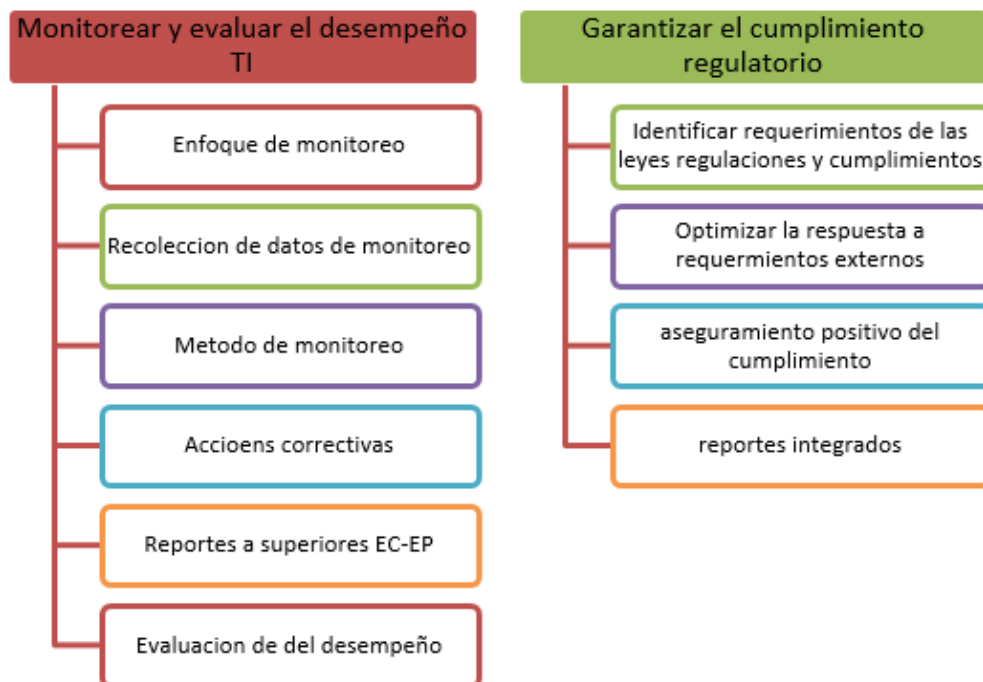 Monitorear y evaluar el desempeño
TI
Enfoque de monitoreo
Recoleccion de datos de monitoreo
Metodo de monitoreo
Accioens correctivas
Reportes a superiores EC-EP
Evaluacion de del desempeño
Garantizar el cumplimiento
regulatorio
Identificar requerimientos de las
leyes regulaciones y cumplimientos
Optimizar la respuesta a
requermientos externos
aseguramiento positivo del
cumplimiento
reportes integrados